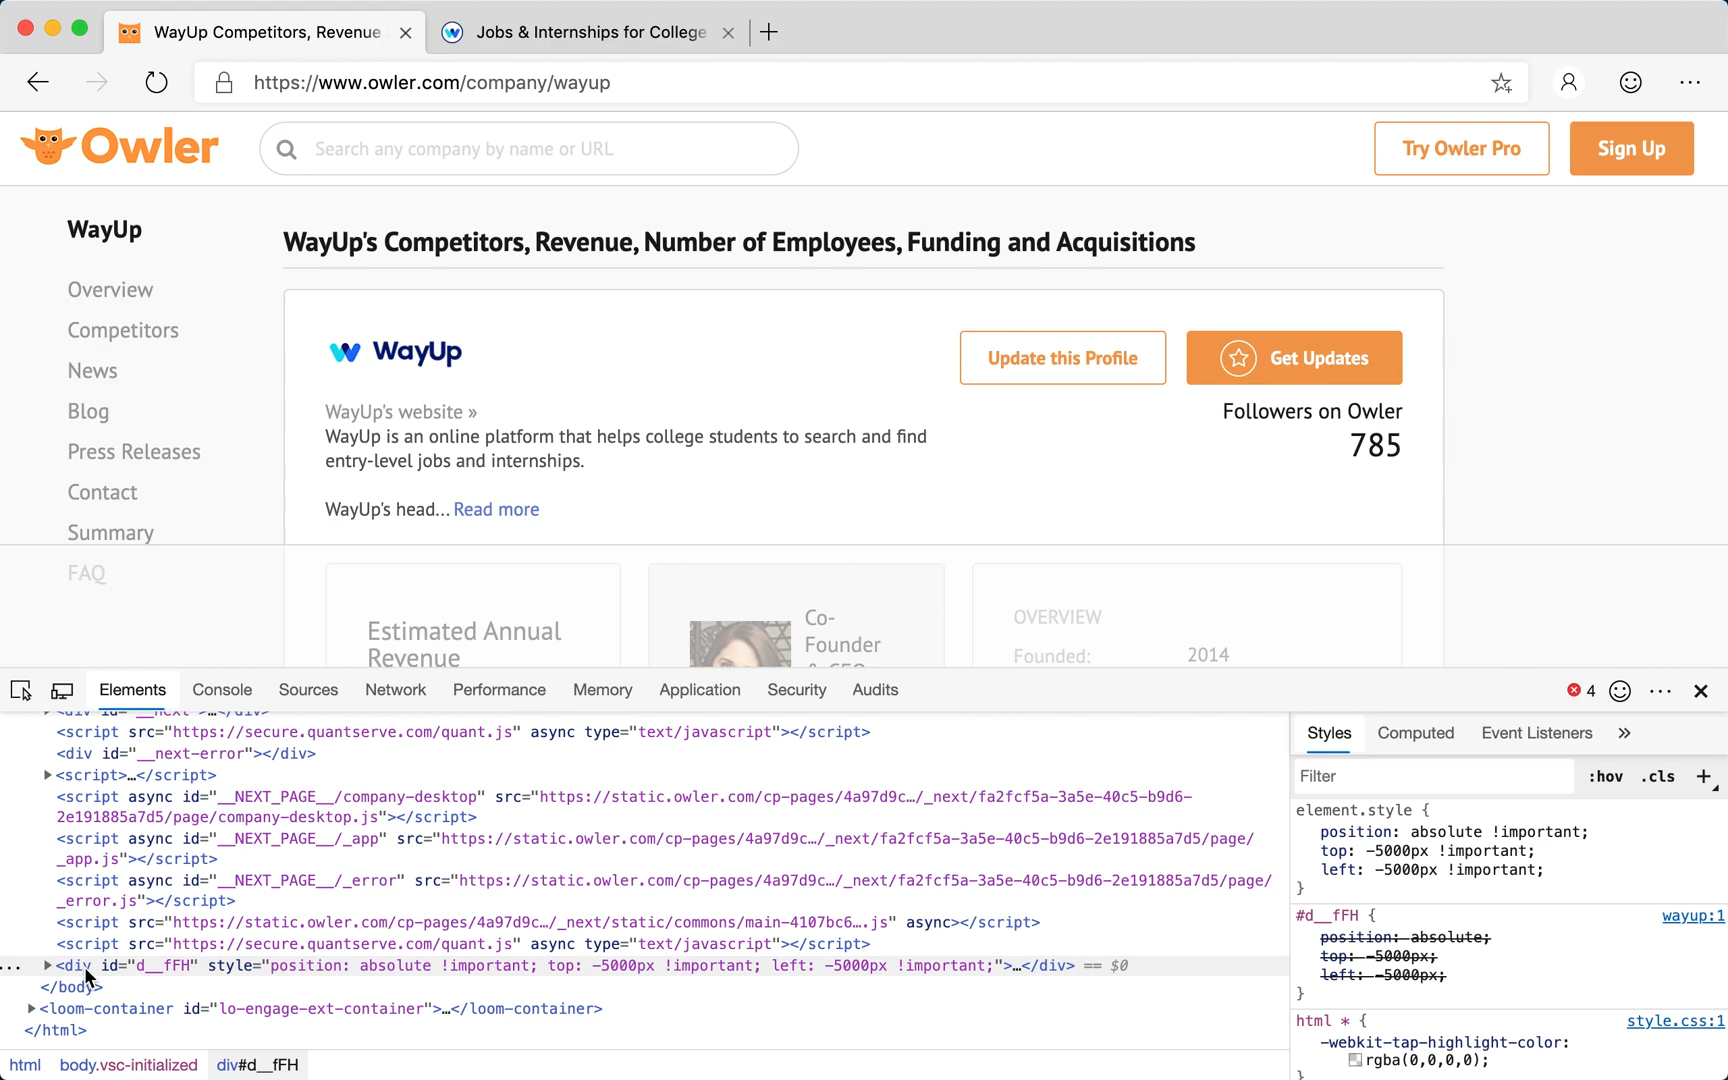 WayUp Competitors, Revenue
Jobs & Internships for College
https://www.owler.com/company/wayup
Owler
Search any company by name or URL
Try Owler Pro
Sign Up
WayUp
Overview
Competitors
News
Blog
Press Releases
Contact
Summary
FAQ
WayUp's Competitors, Revenue, Number of Employees, Funding and Acquisitions
WayUp
Update this Profile
Get Updates
WayUp's website »
WayUp is an online platform that helps college students to search and find
entry-level jobs and internships.
WayUp's head... Read more
Followers on Owler
785
Estimated Annual
Revenue
Co-
Founder
& CEO
OVERVIEW
Founded: 2014
Elements Console Sources Network Performance Memory Application Security Audits
4
<div id="__next">…</div>
<script src="https://secure.quantserve.com/quant.js" async type="text/javascript"></script>
<div id="__next-error"></div>
<script>…</script>
<script async id="__NEXT_PAGE__/company-desktop" src="https://static.owler.com/cp-pages/4a97d9c…/_next/fa2fcf5a-3a5e-40c5-b9d6-
2e191885a7d5/page/company-desktop.js"></script>
<script async id="__NEXT_PAGE__/_app" src="https://static.owler.com/cp-pages/4a97d9c…/_next/fa2fcf5a-3a5e-40c5-b9d6-2e191885a7d5/page/
_app.js"></script>
<script async id="__NEXT_PAGE__/_error" src="https://static.owler.com/cp-pages/4a97d9c…/_next/fa2fcf5a-3a5e-40c5-b9d6-2e191885a7d5/page/
_error.js"></script>
<script src="https://static.owler.com/cp-pages/4a97d9c…/_next/static/commons/main-4107bc6….js" async></script>
<script src="https://secure.quantserve.com/quant.js" async type="text/javascript"></script>
<div id="d__fFH" style="position: absolute !important; top: -5000px !important; left: -5000px !important;">…</div> == $0
</body>
<loom-container id="lo-engage-ext-container">…</loom-container>
</html>
html body.vsc-initialized div#d__fFH
Styles Computed Event Listeners »
Filter :hov .cls +
element.style {
position: absolute !important;
top: -5000px !important;
left: -5000px !important;
}
#d__fFH { wayup:1
position: absolute;
top: -5000px;
left: -5000px;
}
html * { style.css:1
-webkit-tap-highlight-color:
rgba(0,0,0,0);
}